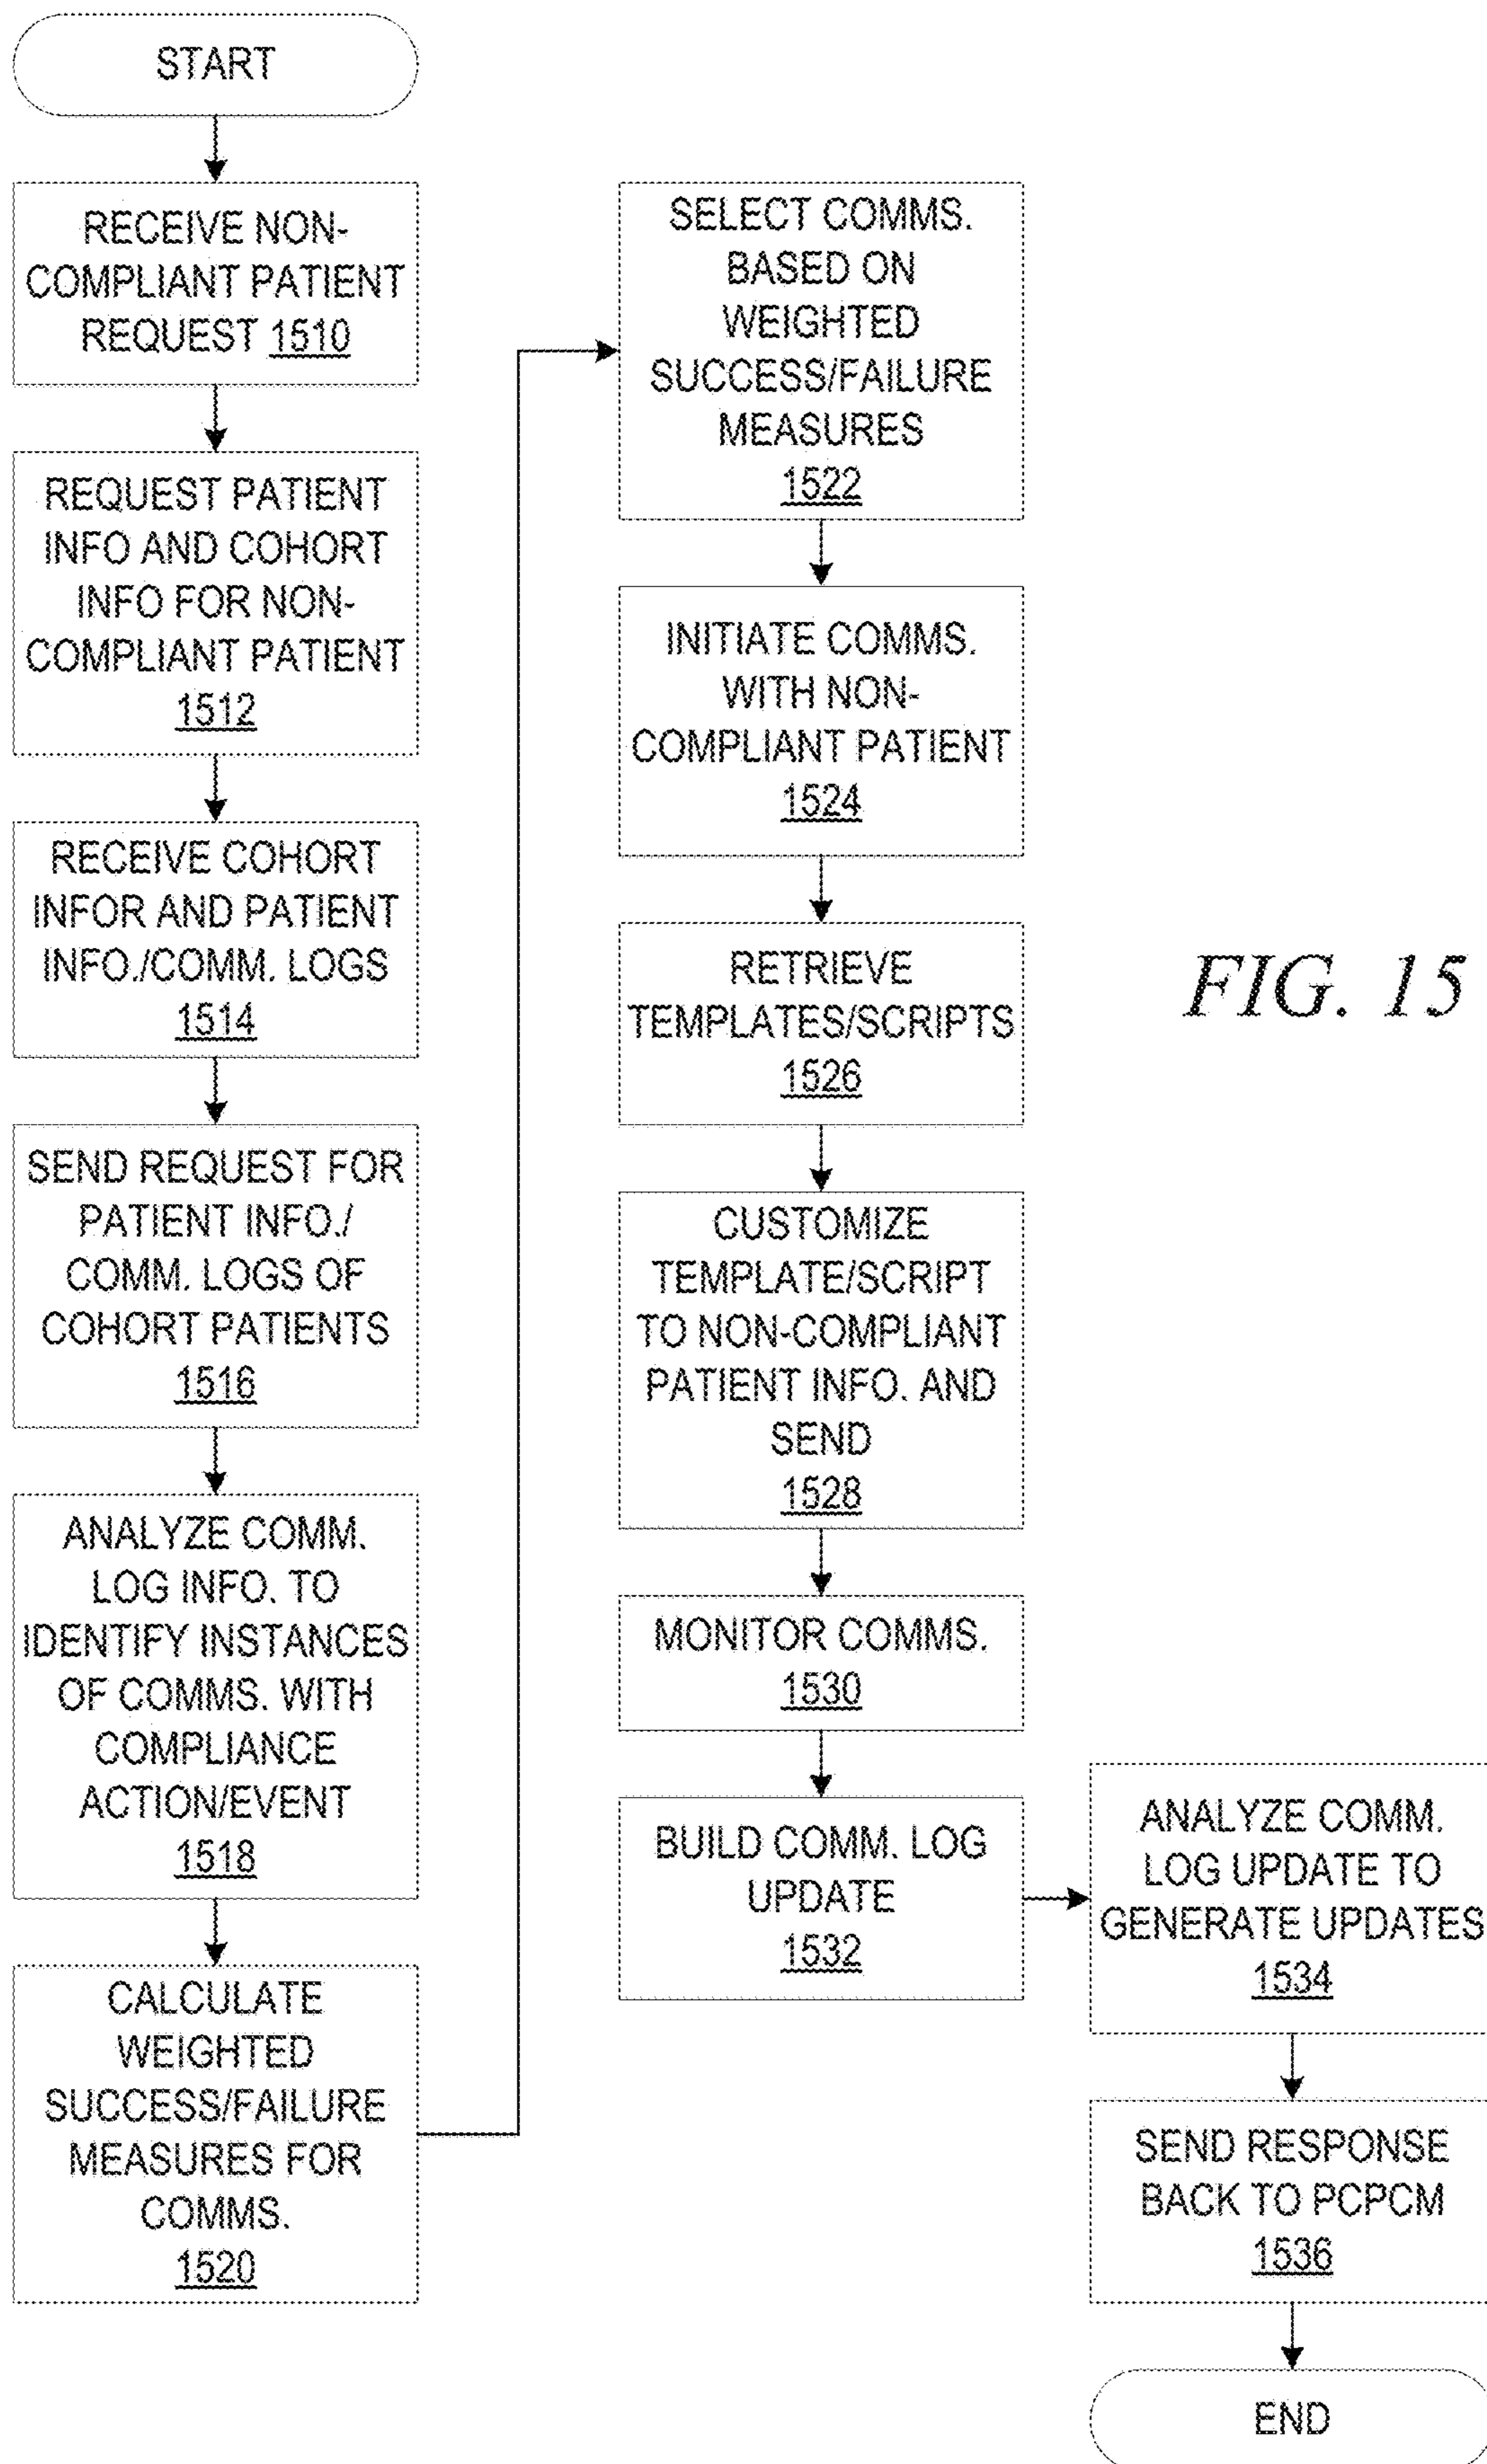 START
RECEIVE NON-
COMPLIANT PATIENT
REQUEST 1510
REQUEST PATIENT
INFO AND COHORT
INFO FOR NON-
COMPLIANT PATIENT
1512
RECEIVE COHORT
INFOR AND PATIENT
INFO./COMM. LOGS
1514
SEND REQUEST FOR
PATIENT INFO./
COMM. LOGS OF
COHORT PATIENTS
1516
ANALYZE COMM.
LOG INFO. TO
IDENTIFY INSTANCES
OF COMMS. WITH
COMPLIANCE
ACTION/EVENT
1518
CALCULATE
WEIGHTED
SUCCESS/FAILURE
MEASURES FOR
COMMS.
1520
SELECT COMMS.
BASED ON
WEIGHTED
SUCCESS/FAILURE
MEASURES
1522
INITIATE COMMS.
WITH NON-
COMPLIANT PATIENT
1524
RETRIEVE
TEMPLATES/SCRIPTS
1526
CUSTOMIZE
TEMPLATE/SCRIPT
TO NON-COMPLIANT
PATIENT INFO. AND
SEND
1528
MONITOR COMMS.
1530
BUILD COMM. LOG
UPDATE
1532
ANALYZE COMM.
LOG UPDATE TO
GENERATE UPDATES
1534
SEND RESPONSE
BACK TO PCPCM
1536
END
FIG. 15